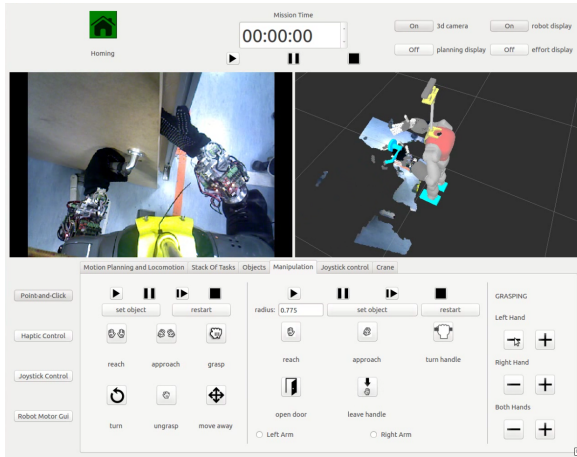 Mission Time
00:00:00
Homing
On 3d camera On robot display
Off planning display Off effort display
Motion Planning and Locomotion Stack Of Tasks Objects Manipulation Joystick control Crane
Point-and-Click
Haptic Control
Joystick Control
Robot Motor Gui
set object restart
reach approach grasp
turn ungrasp move away
radius: 0.775 set object restart
reach approach turn handle
open door leave handle
Left Arm Right Arm
GRASPING
Left Hand
Right Hand
Both Hands